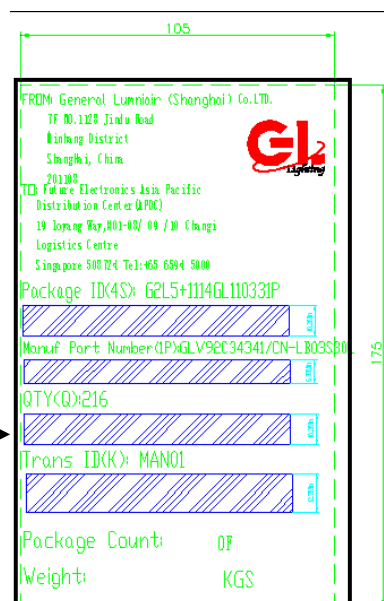 105
FROM: General Lumniair (Shanghai) Co.LTD.
7F NO.1128 Jindu Road
Minhang District
Shanghai, China
201108
GL2
Lighting
TO: Future Electronics Asia Pacific
Distribution Center(APDC)
19 loyang Way,#01-08/ 09 /10 Changi
Logistics Centre
Singapore 508724 Tel:+65 6594 5000
Package ID(4S): G2L5+1114GL110331P
Manuf Part Number(1P):GLV92C34341/CN-LB03S30L
QTY(Q):216
Trans ID(K): MAN01
175
Package Count: OF
Weight: KGS